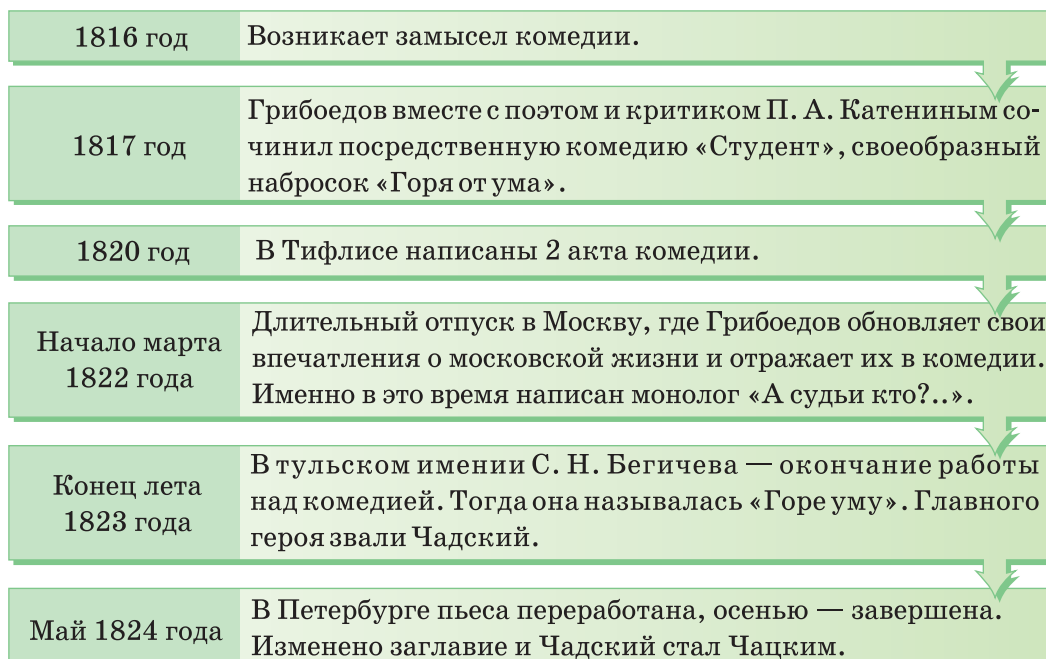 1816 год
Возникает замысел комедии.
1817 год
Грибоедов вместе с поэтом и критиком П. А. Катениным со-
чинил посредственную комедию «Студент», своеобразный
набросок «Горя от ума».
1820 год
В Тифлисе написаны 2 акта комедии.
Начало марта
1822 года
Длительный отпуск в Москву, где Грибоедов обновляет свои
впечатления о московской жизни и отражает их в комедии.
Именно в это время написан монолог «А судьи кто?..».
Конец лета
1823 года
В тульском имении С. Н. Бегичева — окончание работы
над комедией. Тогда она называлась «Горе уму». Главного
героя звали Чадский.
Май 1824 года
В Петербурге пьеса переработана, осенью — завершена.
Изменено заглавие и Чадский стал Чацким.